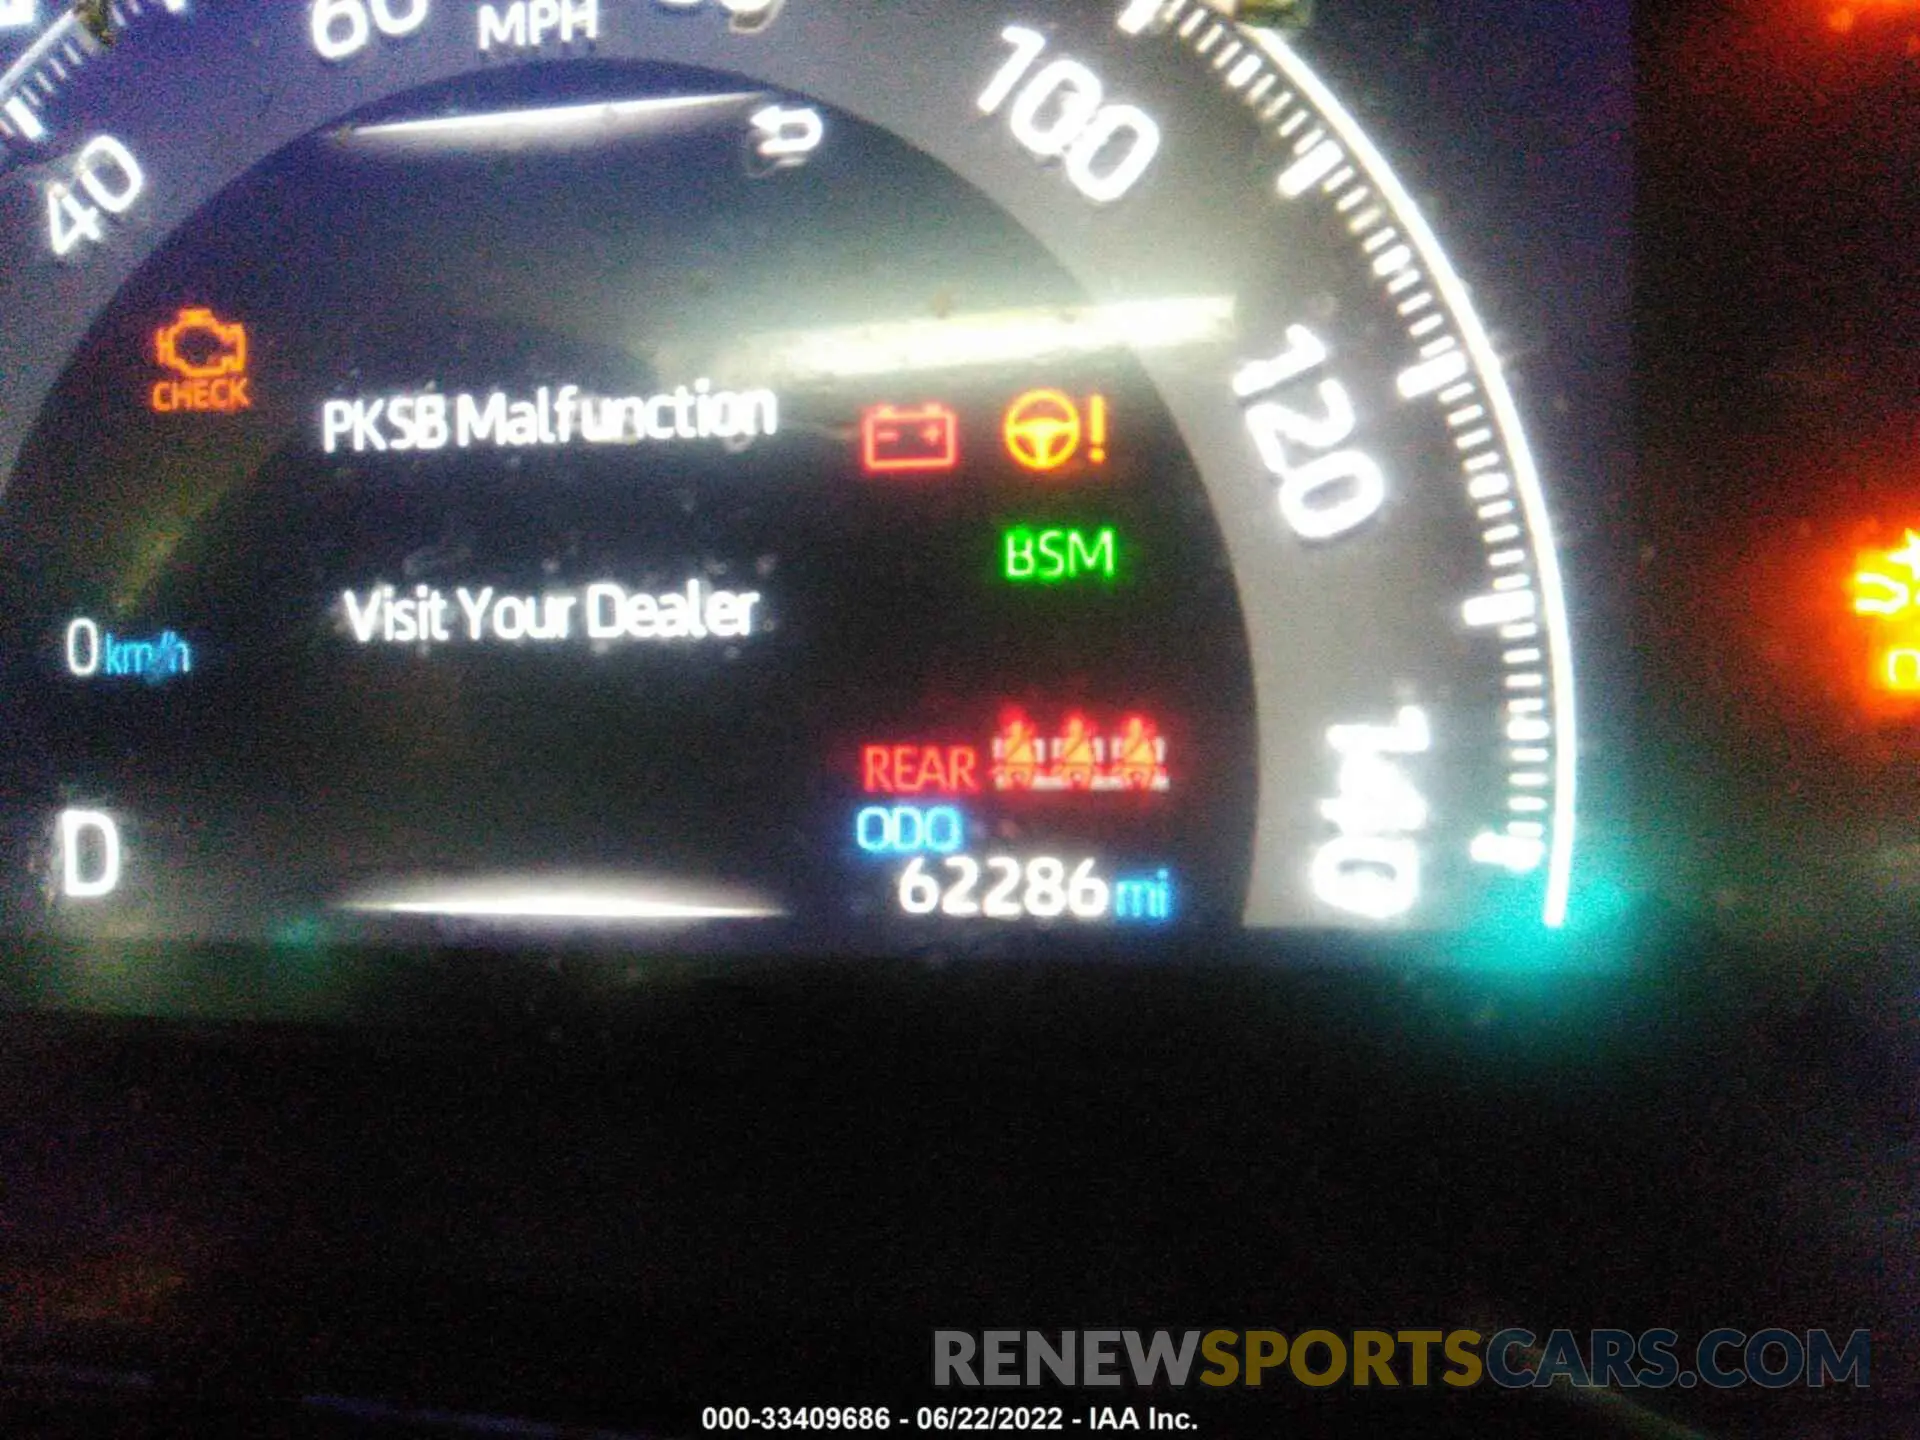 60
MPH
40
100
CHECK
PKSB Malfunction
120
BSM
Visit Your Dealer
0 km/h
REAR
140
ODO
D
62286 mi
RENEWSPORTSCARS.COM
000-33409686 - 06/22/2022 - IAA Inc.